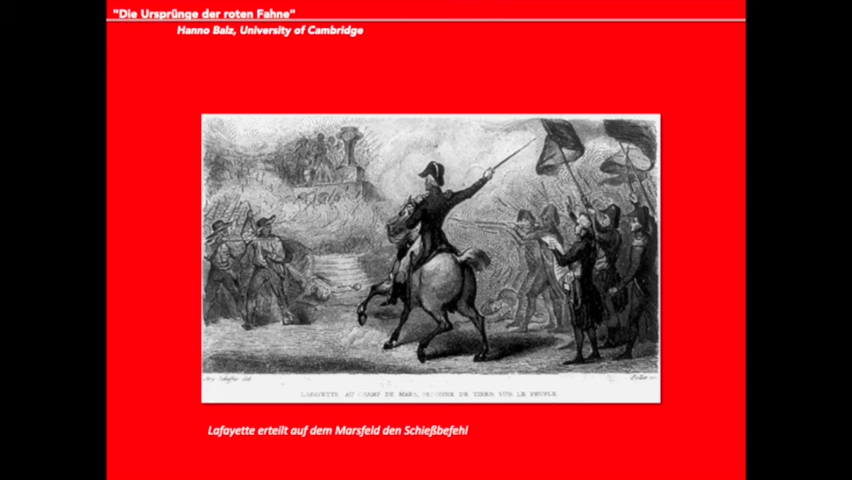 "Die Ursprünge der roten Fahne"
Hanno Balz, University of Cambridge
LAFAYETTE AU CHAMP DE MARS, ORDONNE DE TIRER SUR LE PEUPLE
Lafayette erteilt auf dem Marsfeld den Schießbefehl